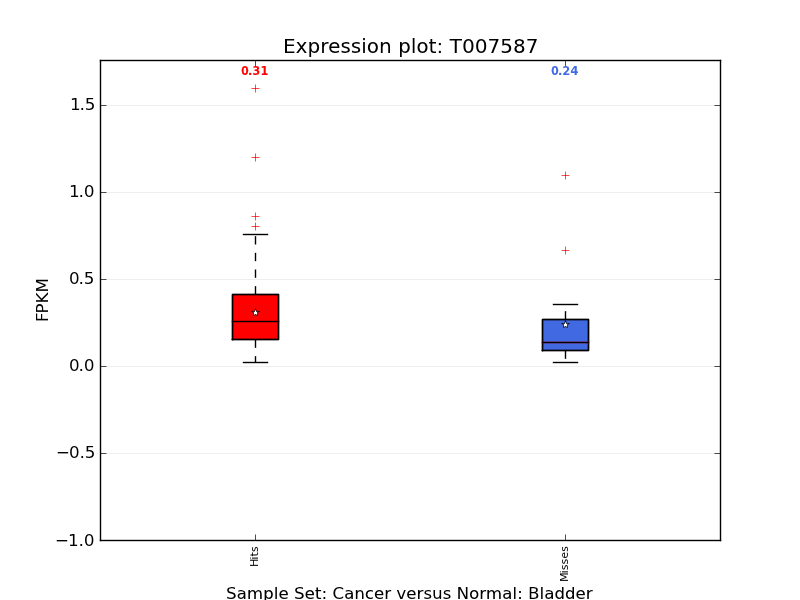 Expression plot: T007587
0.31
0.24
1.5
1.0
0.5
0.0
−0.5
−1.0
FPKM
Hits
Misses
Sample Set: Cancer versus Normal: Bladder